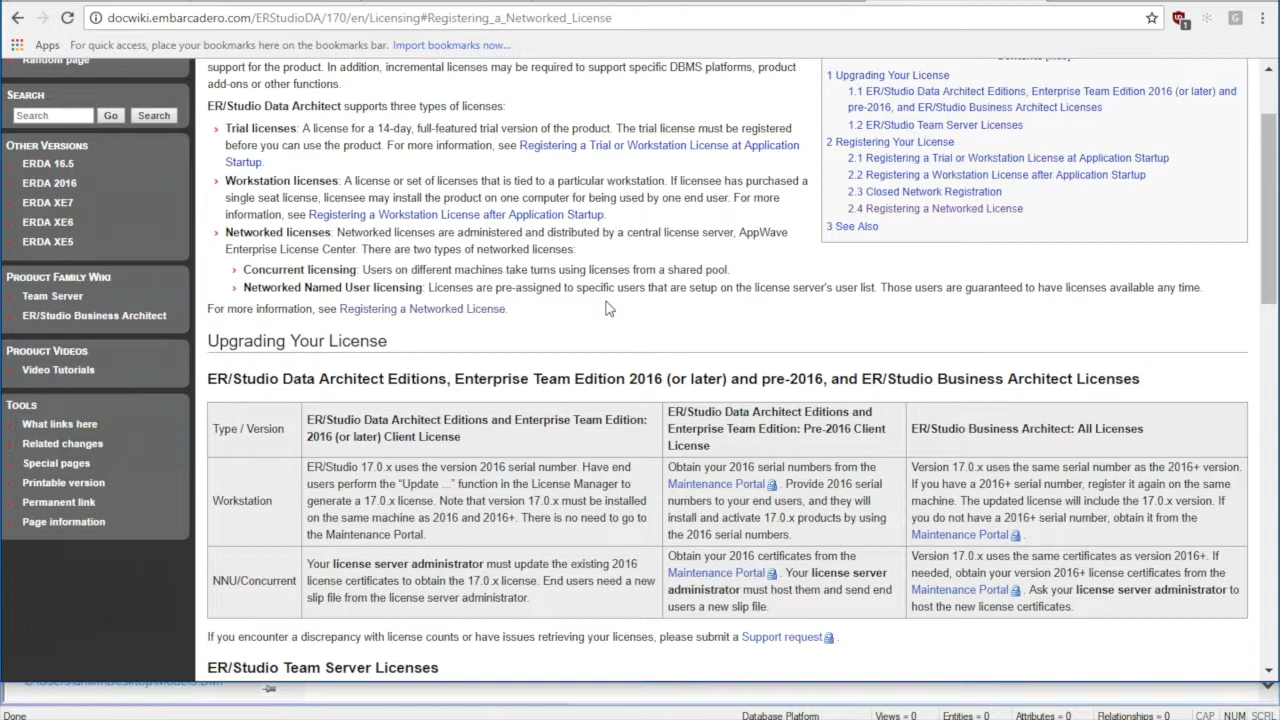 docwiki.embarcadero.com/ERStudioDA/170/en/Licensing#Registering_a_Networked_License
1
G
Apps For quick access, place your bookmarks here on the bookmarks bar. Import bookmarks now...
Random page
SEARCH
Search Go Search
OTHER VERSIONS
ERDA 16.5
ERDA 2016
ERDA XE7
ERDA XE6
ERDA XE5
PRODUCT FAMILY WIKI
Team Server
ER/Studio Business Architect
PRODUCT VIDEOS
Video Tutorials
TOOLS
What links here
Related changes
Special pages
Printable version
Permanent link
Page information
support for the product. In addition, incremental licenses may be required to support specific DBMS platforms, product
add-ons or other functions.
ER/Studio Data Architect supports three types of licenses:
Trial licenses: A license for a 14-day, full-featured trial version of the product. The trial license must be registered
before you can use the product. For more information, see Registering a Trial or Workstation License at Application
Startup.
Workstation licenses: A license or set of licenses that is tied to a particular workstation. If licensee has purchased a
single seat license, licensee may install the product on one computer for being used by one end user. For more
information, see Registering a Workstation License after Application Startup.
Networked licenses: Networked licenses are administered and distributed by a central license server, AppWave
Enterprise License Center. There are two types of networked licenses:
Concurrent licensing: Users on different machines take turns using licenses from a shared pool.
Networked Named User licensing: Licenses are pre-assigned to specific users that are setup on the license server's user list. Those users are guaranteed to have licenses available any time.
For more information, see Registering a Networked License.
1 Upgrading Your License
1.1 ER/Studio Data Architect Editions, Enterprise Team Edition 2016 (or later) and
pre-2016, and ER/Studio Business Architect Licenses
1.2 ER/Studio Team Server Licenses
2 Registering Your License
2.1 Registering a Trial or Workstation License at Application Startup
2.2 Registering a Workstation License after Application Startup
2.3 Closed Network Registration
2.4 Registering a Networked License
3 See Also
Upgrading Your License
ER/Studio Data Architect Editions, Enterprise Team Edition 2016 (or later) and pre-2016, and ER/Studio Business Architect Licenses
Type / Version
ER/Studio Data Architect Editions and Enterprise Team Edition:
2016 (or later) Client License
ER/Studio Data Architect Editions and
Enterprise Team Edition: Pre-2016 Client
License
ER/Studio Business Architect: All Licenses
Workstation
ER/Studio 17.0.x uses the version 2016 serial number. Have end
users perform the “Update ...” function in the License Manager to
generate a 17.0.x license. Note that version 17.0.x must be installed
on the same machine as 2016 and 2016+. There is no need to go to
the Maintenance Portal.
Obtain your 2016 serial numbers from the
Maintenance Portal . Provide 2016 serial
numbers to your end users, and they will
install and activate 17.0.x products by using
the 2016 serial numbers.
Version 17.0.x uses the same serial number as the 2016+ version.
If you have a 2016+ serial number, register it again on the same
machine. The updated license will include the 17.0.x version. If
you do not have a 2016+ serial number, obtain it from the
Maintenance Portal .
NNU/Concurrent
Your license server administrator must update the existing 2016
license certificates to obtain the 17.0.x license. End users need a new
slip file from the license server administrator.
Obtain your 2016 certificates from the
Maintenance Portal . Your license server
administrator must host them and send end
users a new slip file.
Version 17.0.x uses the same certificates as version 2016+. If
needed, obtain your version 2016+ license certificates from the
Maintenance Portal . Ask your license server administrator to
host the new license certificates.
If you encounter a discrepancy with license counts or have issues retrieving your licenses, please submit a Support request .
ER/Studio Team Server Licenses
Done Database Platform Views = 0 Entities = 0 Attributes = 0 Relationships = 0 CAP NUM SCRL